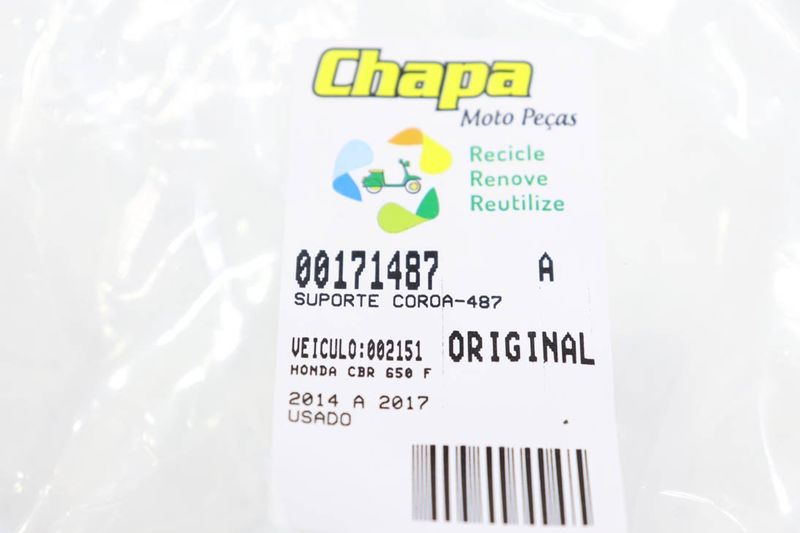 Chapa
Moto Peças
Recicle
Renove
Reutilize
00171487 A
SUPORTE COROA-487
VEICULO:002151 ORIGINAL
HONDA CBR 650 F
2014 A 2017
USADO